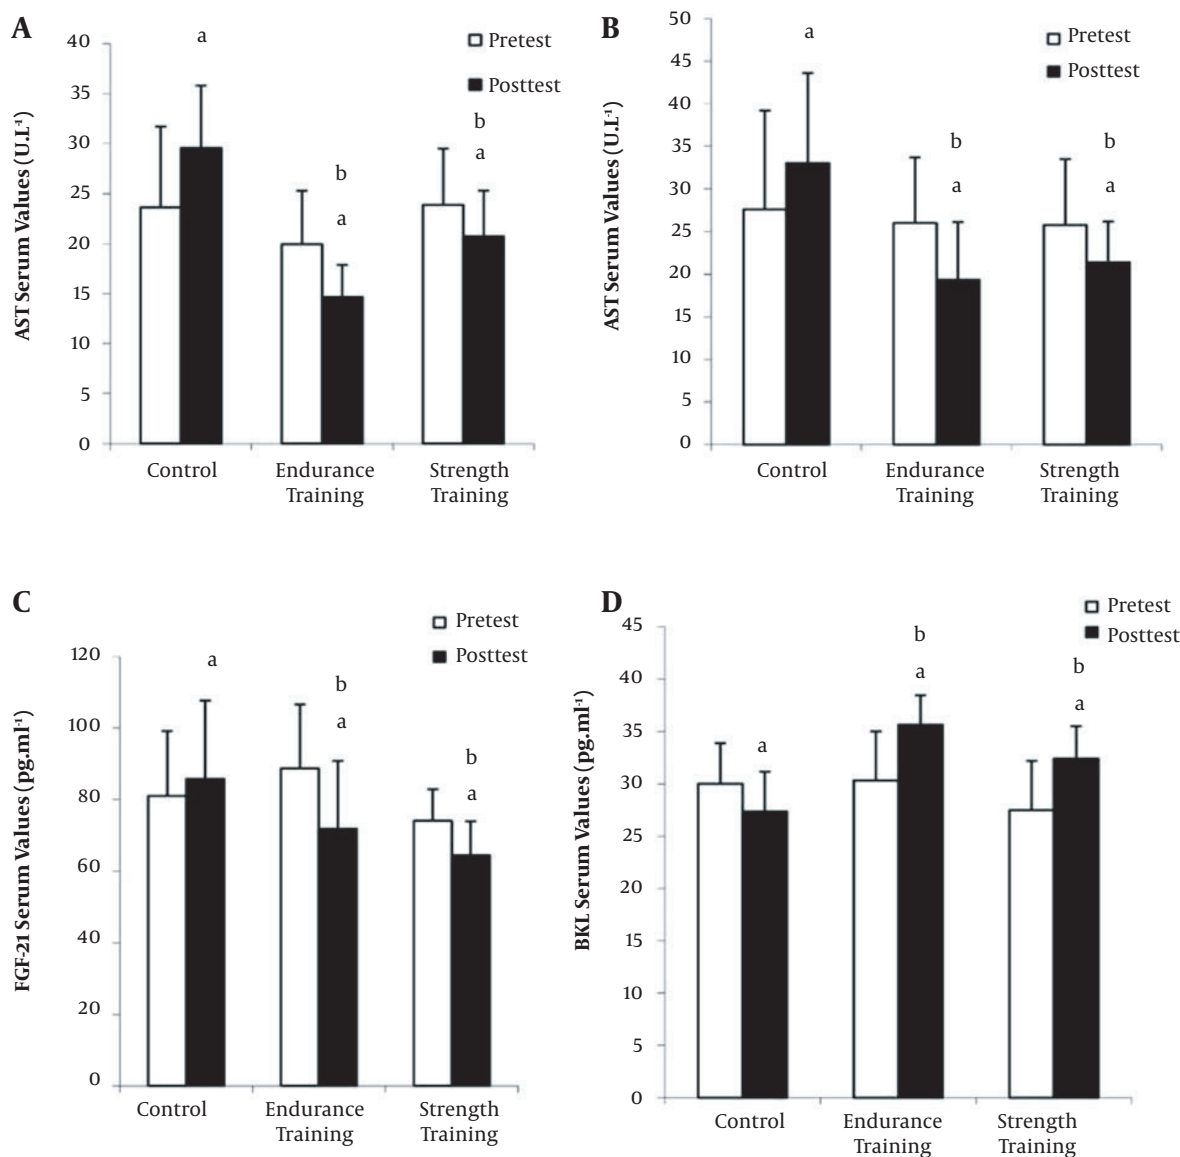 A
AST Serum Values (U.L-1)
40
35
30
25
20
15
10
5
0
a
b
a
b
a
Pretest
Posttest
Control
Endurance
Training
Strength
Training
B
AST Serum Values (U.L-1)
50
45
40
35
30
25
20
15
10
5
0
a
b
a
b
a
Pretest
Posttest
Control
Endurance
Training
Strength
Training
C
FGF-21 Serum Values (pg.ml-1)
120
100
80
60
40
20
0
a
b
a
b
a
Pretest
Posttest
Control
Endurance
Training
Strength
Training
D
BKL Serum Values (pg.ml-1)
45
40
35
30
25
20
15
10
5
0
a
b
a
b
a
Pretest
Posttest
Control
Endurance
Training
Strength
Training